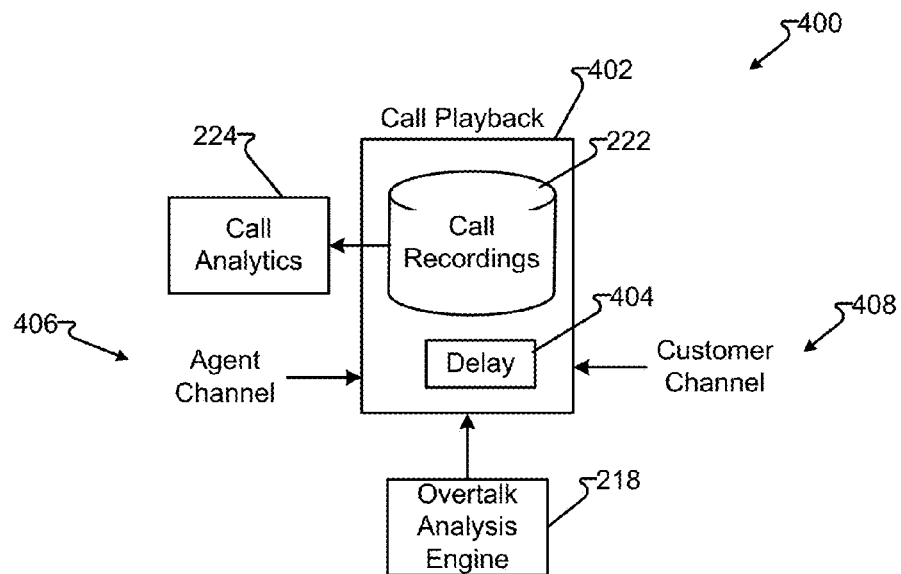 400
402
Call Playback
224
222
Call
Analytics
Call
Recordings
404
408
406
Agent
Channel
Delay
Customer
Channel
218
Overtalk
Analysis
Engine